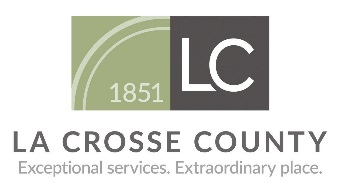 1851 LC
LA CROSSE COUNTY
Exceptional services. Extraordinary place.